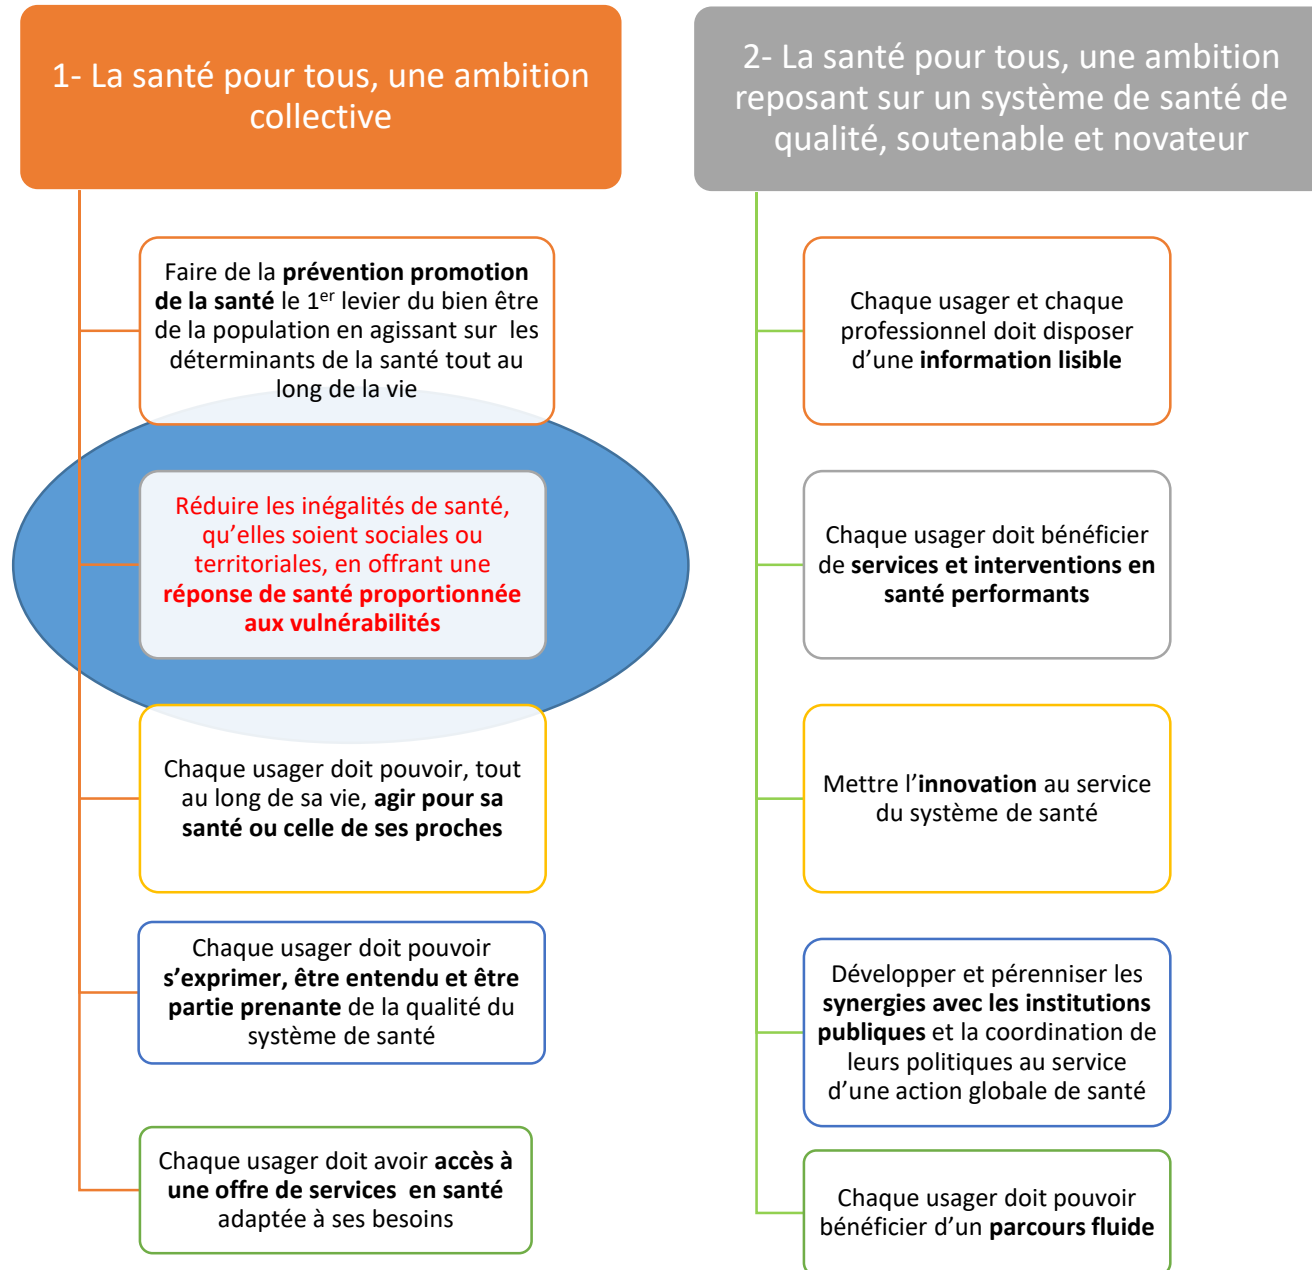 1- La santé pour tous, une ambition
collective
Faire de la prévention promotion
de la santé le 1er levier du bien être
de la population en agissant sur les
déterminants de la santé tout au
long de la vie
Réduire les inégalités de santé,
qu’elles soient sociales ou
territoriales, en offrant une
réponse de santé proportionnée
aux vulnérabilités
Chaque usager doit pouvoir, tout
au long de sa vie, agir pour sa
santé ou celle de ses proches
Chaque usager doit pouvoir
s’exprimer, être entendu et être
partie prenante de la qualité du
système de santé
Chaque usager doit avoir accès à
une offre de services en santé
adaptée à ses besoins
2- La santé pour tous, une ambition
reposant sur un système de santé de
qualité, soutenable et novateur
Chaque usager et chaque
professionnel doit disposer
d’une information lisible
Chaque usager doit bénéficier
de services et interventions en
santé performants
Mettre l’innovation au service
du système de santé
Développer et pérenniser les
synergies avec les institutions
publiques et la coordination de
leurs politiques au service
d’une action globale de santé
Chaque usager doit pouvoir
bénéficier d’un parcours fluide